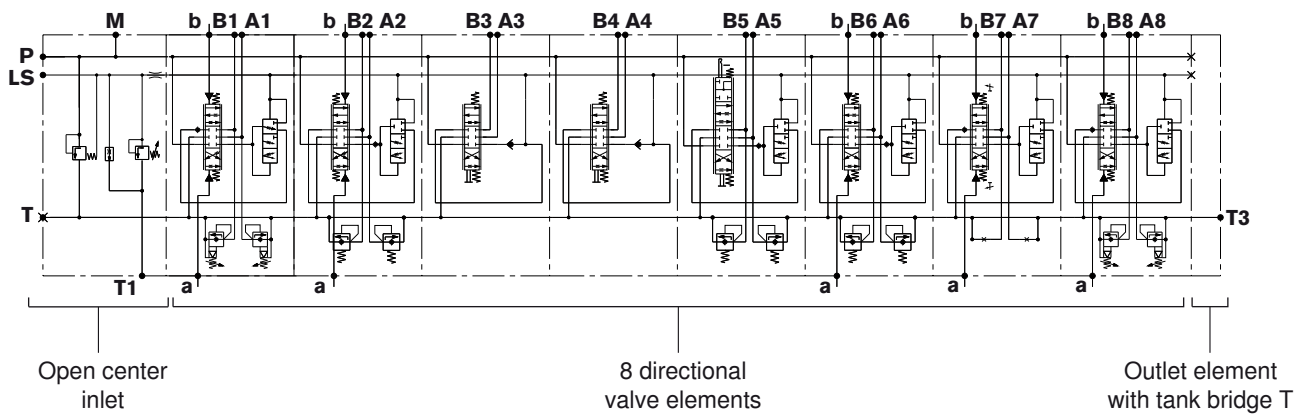 M b B1 A1 b B2 A2 B3 A3 B4 A4 B5 A5 b B6 A6 b B7 A7 b B8 A8
P
LS
T T3
T1 a a a a a
Open center
inlet
8 directional
valve elements
Outlet element
with tank bridge T